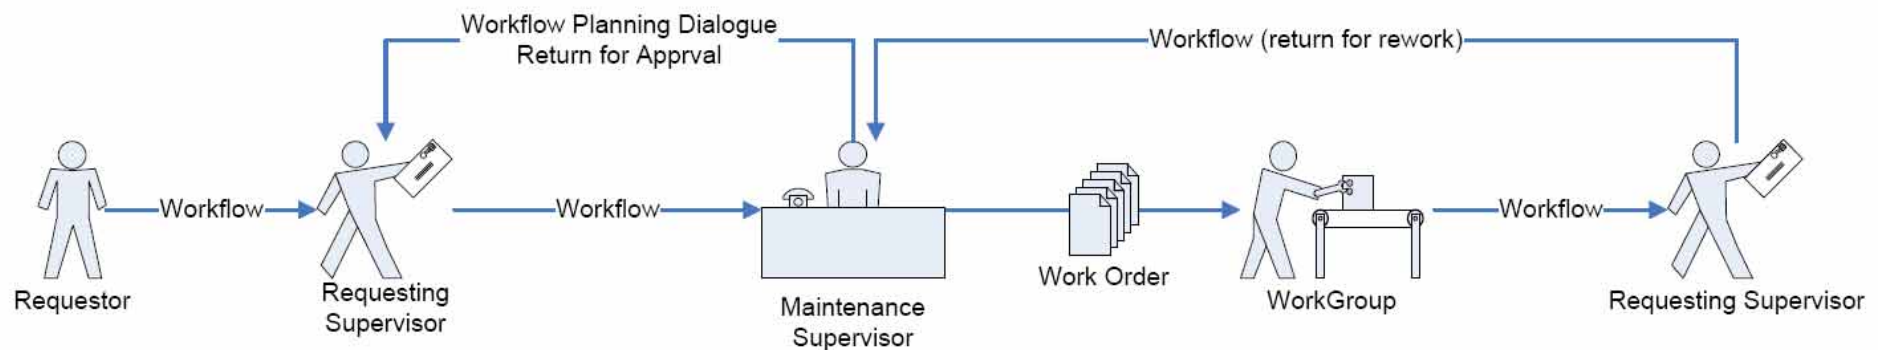 Workflow Planning Dialogue
Return for Apprval
Workflow (return for rework)
Workflow
Workflow
Workflow
Requestor
Requesting
Supervisor
Maintenance
Supervisor
Work Order
WorkGroup
Requesting Supervisor